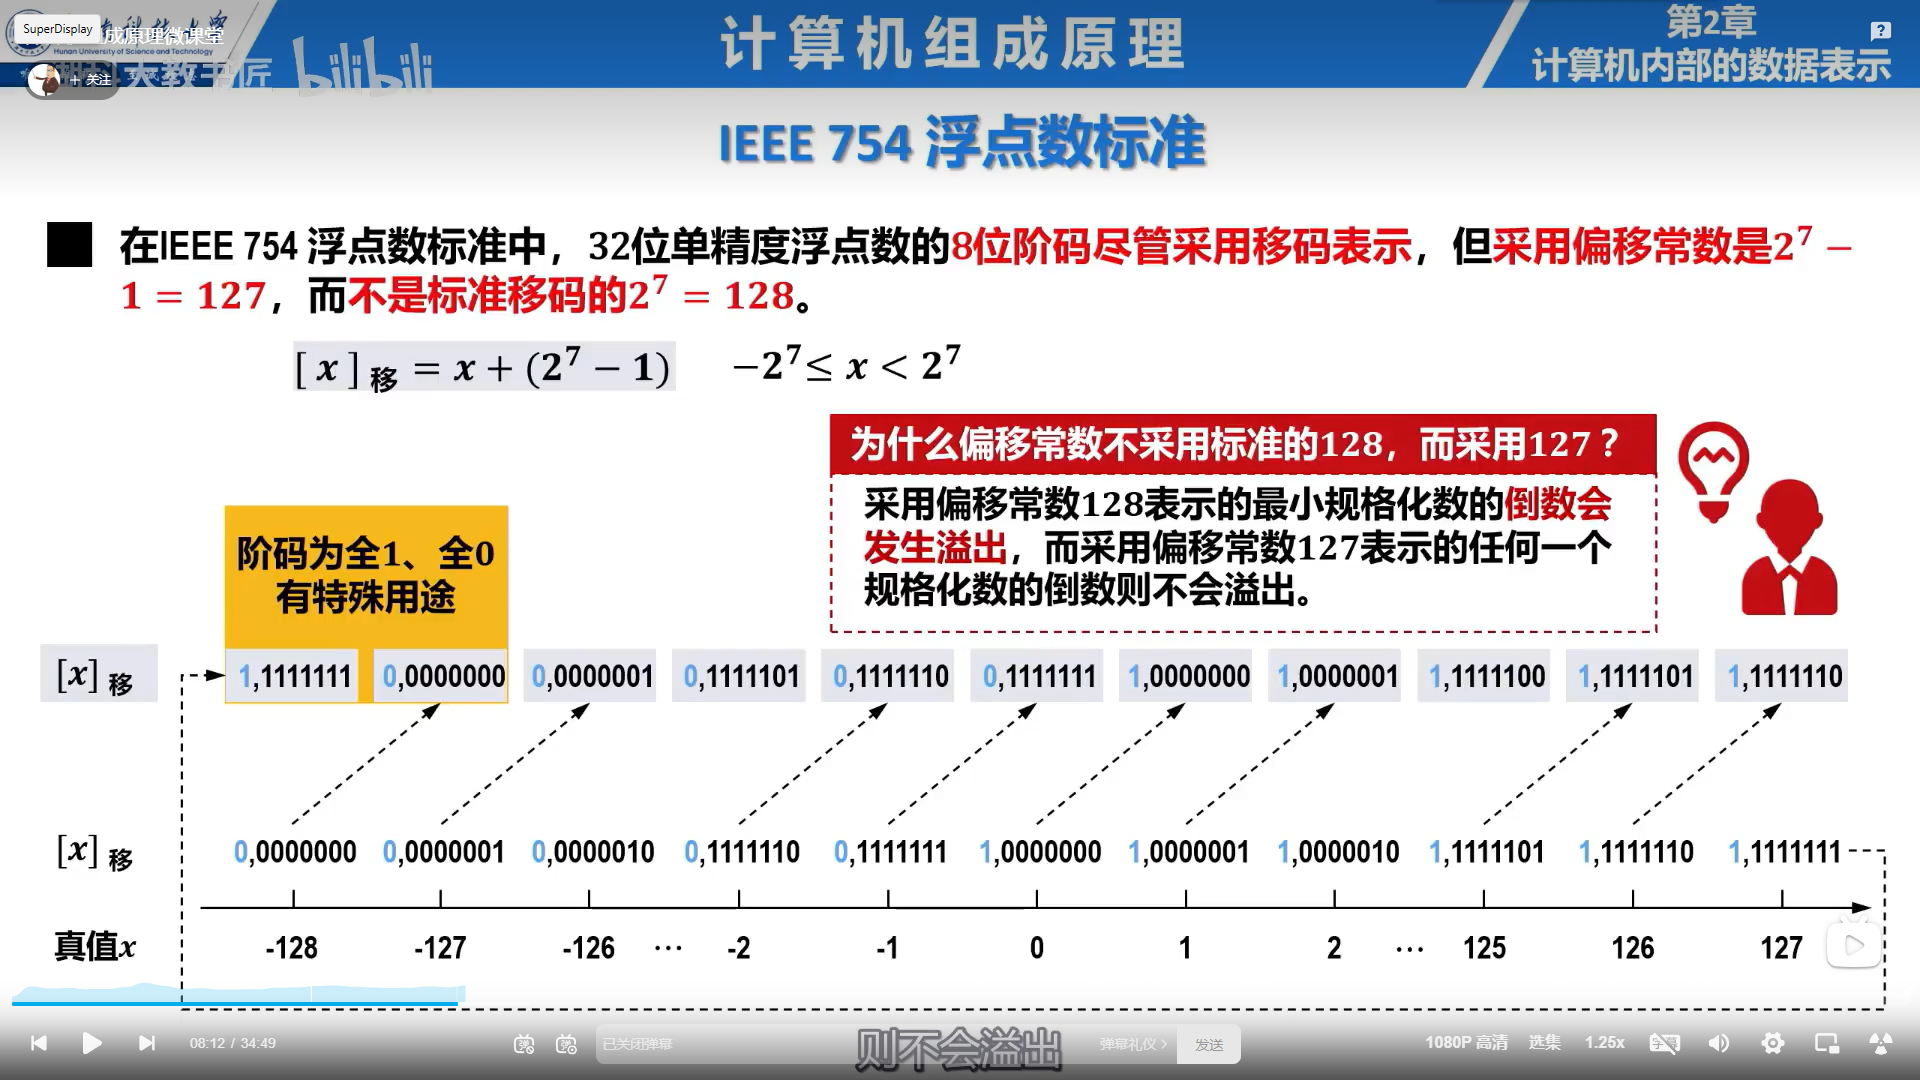 SuperDisplay
成原理微课堂
Hunan University of Science and Technology
大教书匠
bilibili
+ 关注
计算机组成原理
第2章
计算机内部的数据表示
IEEE 754 浮点数标准
在IEEE 754 浮点数标准中，32位单精度浮点数的8位阶码尽管采用移码表示，但采用偏移常数是2⁷ −
1 = 127，而不是标准移码的2⁷ = 128。
[ x ]移 = x + (2⁷ − 1) −2⁷≤ x < 2⁷
为什么偏移常数不采用标准的128，而采用127？
采用偏移常数128表示的最小规格化数的倒数会
发生溢出，而采用偏移常数127表示的任何一个
规格化数的倒数则不会溢出。
阶码为全1、全0
有特殊用途
[x]移 1,1111111 0,0000000 0,0000001 0,1111101 0,1111110 0,1111111 1,0000000 1,0000001 1,1111100 1,1111101 1,1111110
[x]移 0,0000000 0,0000001 0,0000010 0,1111110 0,1111111 1,0000000 1,0000001 1,0000010 1,1111101 1,1111110 1,1111111
真值x -128 -127 -126 ··· -2 -1 0 1 2 ··· 125 126 127
08:12 / 34:49
已关闭弹幕
弹幕礼仪 >
发送
则不会溢出
1080P 高清
选集
1.25x
字幕